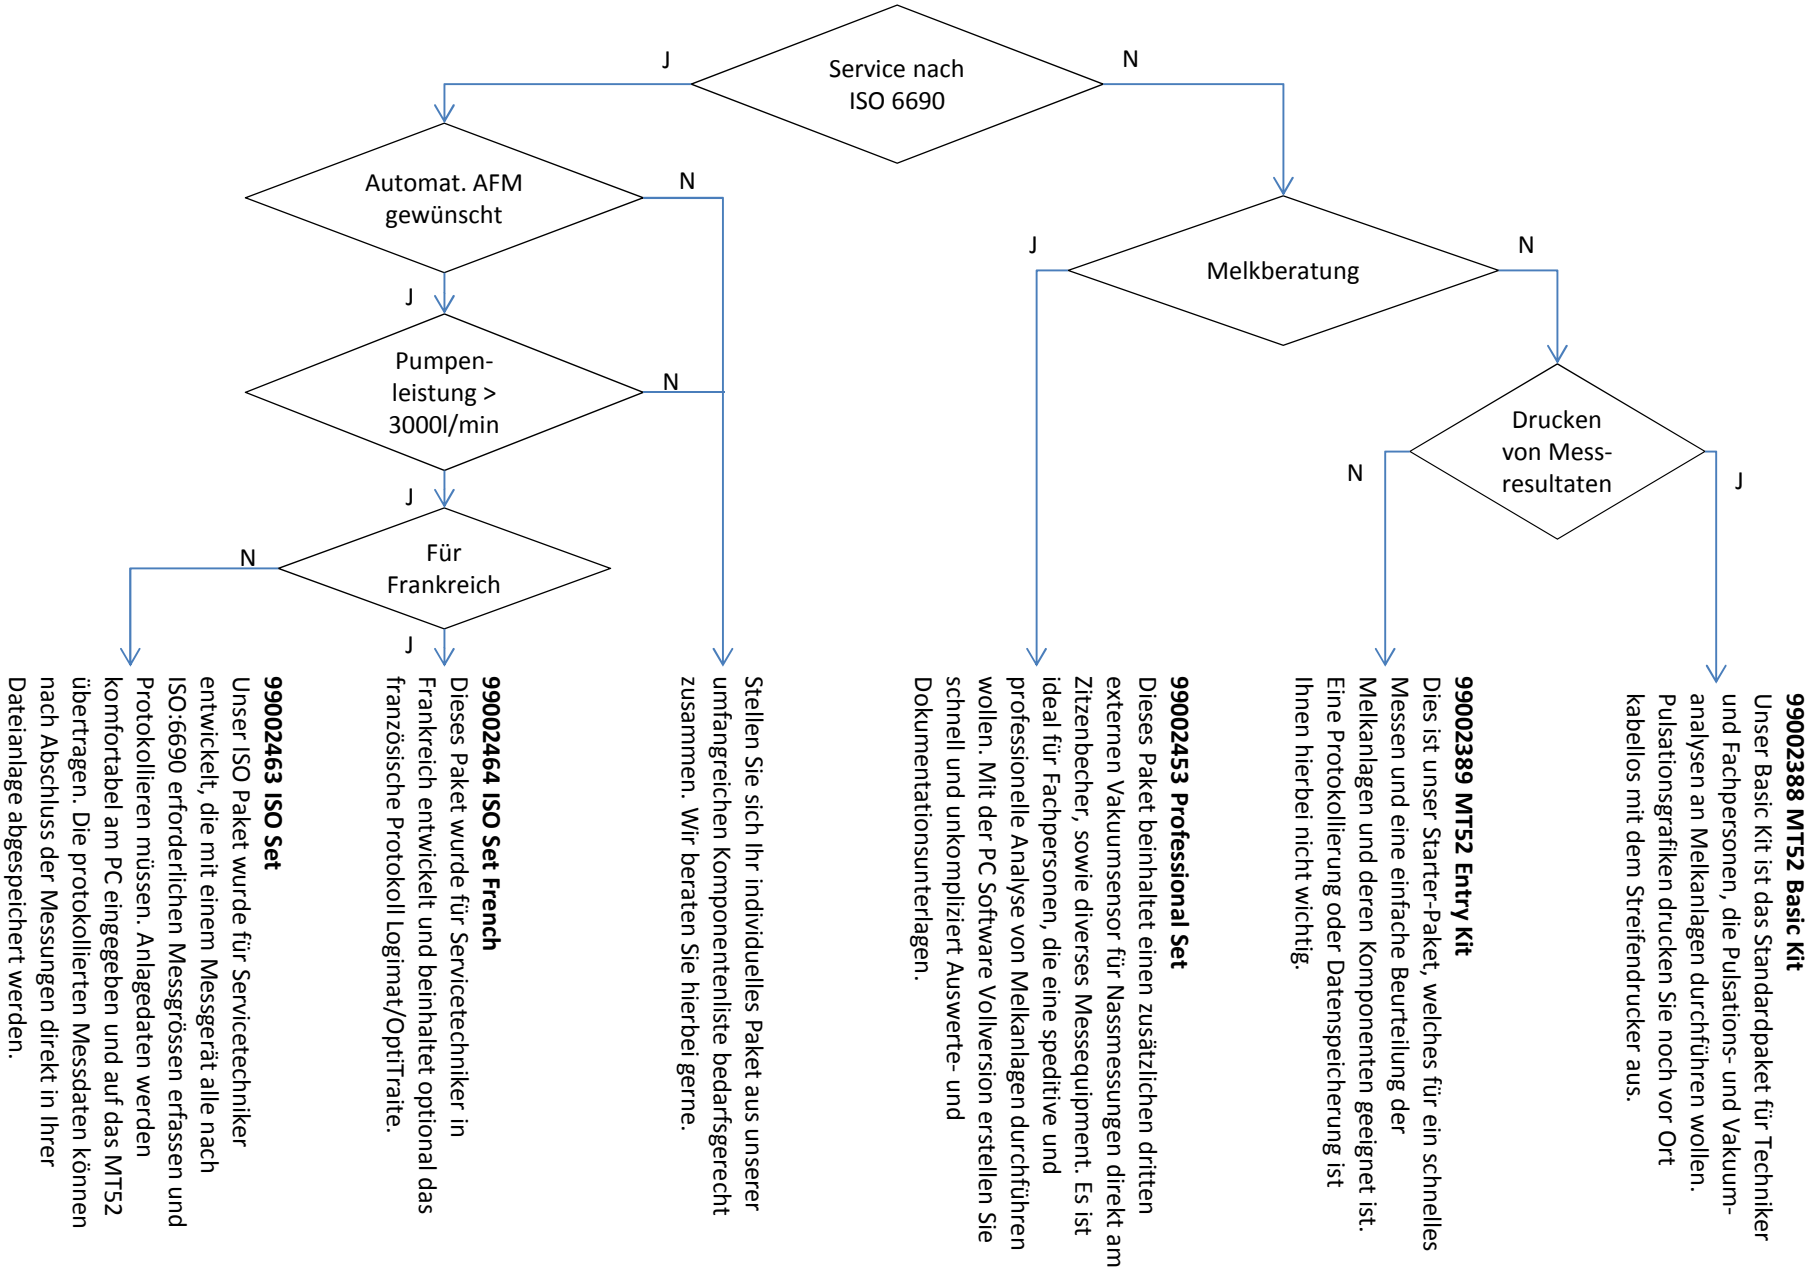 Service nach
ISO 6690
J
N
Automat. AFM
gewünscht
N
J
Melkberatung
J
N
Pumpen-
leistung >
3000l/min
N
J
Drucken
von Mess-
resultaten
N
J
Für
Frankreich
N
J
99002463 ISO Set
Unser ISO Paket wurde für Servicetechniker
entwickelt, die mit einem Messgerät alle nach
ISO:6690 erforderlichen Messgrössen erfassen und
Protokollieren müssen. Anlagedaten werden
komfortabel am PC eingegeben und auf das MT52
übertragen. Die protokollierten Messdaten können
nach Abschluss der Messungen direkt in Ihrer
Dateianlage abgespeichert werden.
99002464 ISO Set French
Dieses Paket wurde für Servicetechniker in
Frankreich entwickelt und beinhaltet optional das
französische Protokoll Logimat/OptiTraite.
Stellen Sie sich Ihr individuelles Paket aus unserer
umfangreichen Komponentenliste bedarfsgerecht
zusammen. Wir beraten Sie hierbei gerne.
99002453 Professional Set
Dieses Paket beinhaltet einen zusätzlichen dritten
externen Vakuumsensor für Nassmessungen direkt am
Zitzenbecher, sowie diverses Messequipment. Es ist
ideal für Fachpersonen, die eine speditive und
professionelle Analyse von Melkanlagen durchführen
wollen. Mit der PC Software Vollversion erstellen Sie
schnell und unkompliziert Auswerte- und
Dokumentationsunterlagen.
99002389 MT52 Entry Kit
Dies ist unser Starter-Paket, welches für ein schnelles
Messen und eine einfache Beurteilung der
Melkanlagen und deren Komponenten geeignet ist.
Eine Protokollierung oder Datenspeicherung ist
Ihnen hierbei nicht wichtig.
99002388 MT52 Basic Kit
Unser Basic Kit ist das Standardpaket für Techniker
und Fachpersonen, die Pulsations- und Vakuum-
analysen an Melkanlagen durchführen wollen.
Pulsationsgrafiken drucken Sie noch vor Ort
kabellos mit dem Streifendrucker aus.